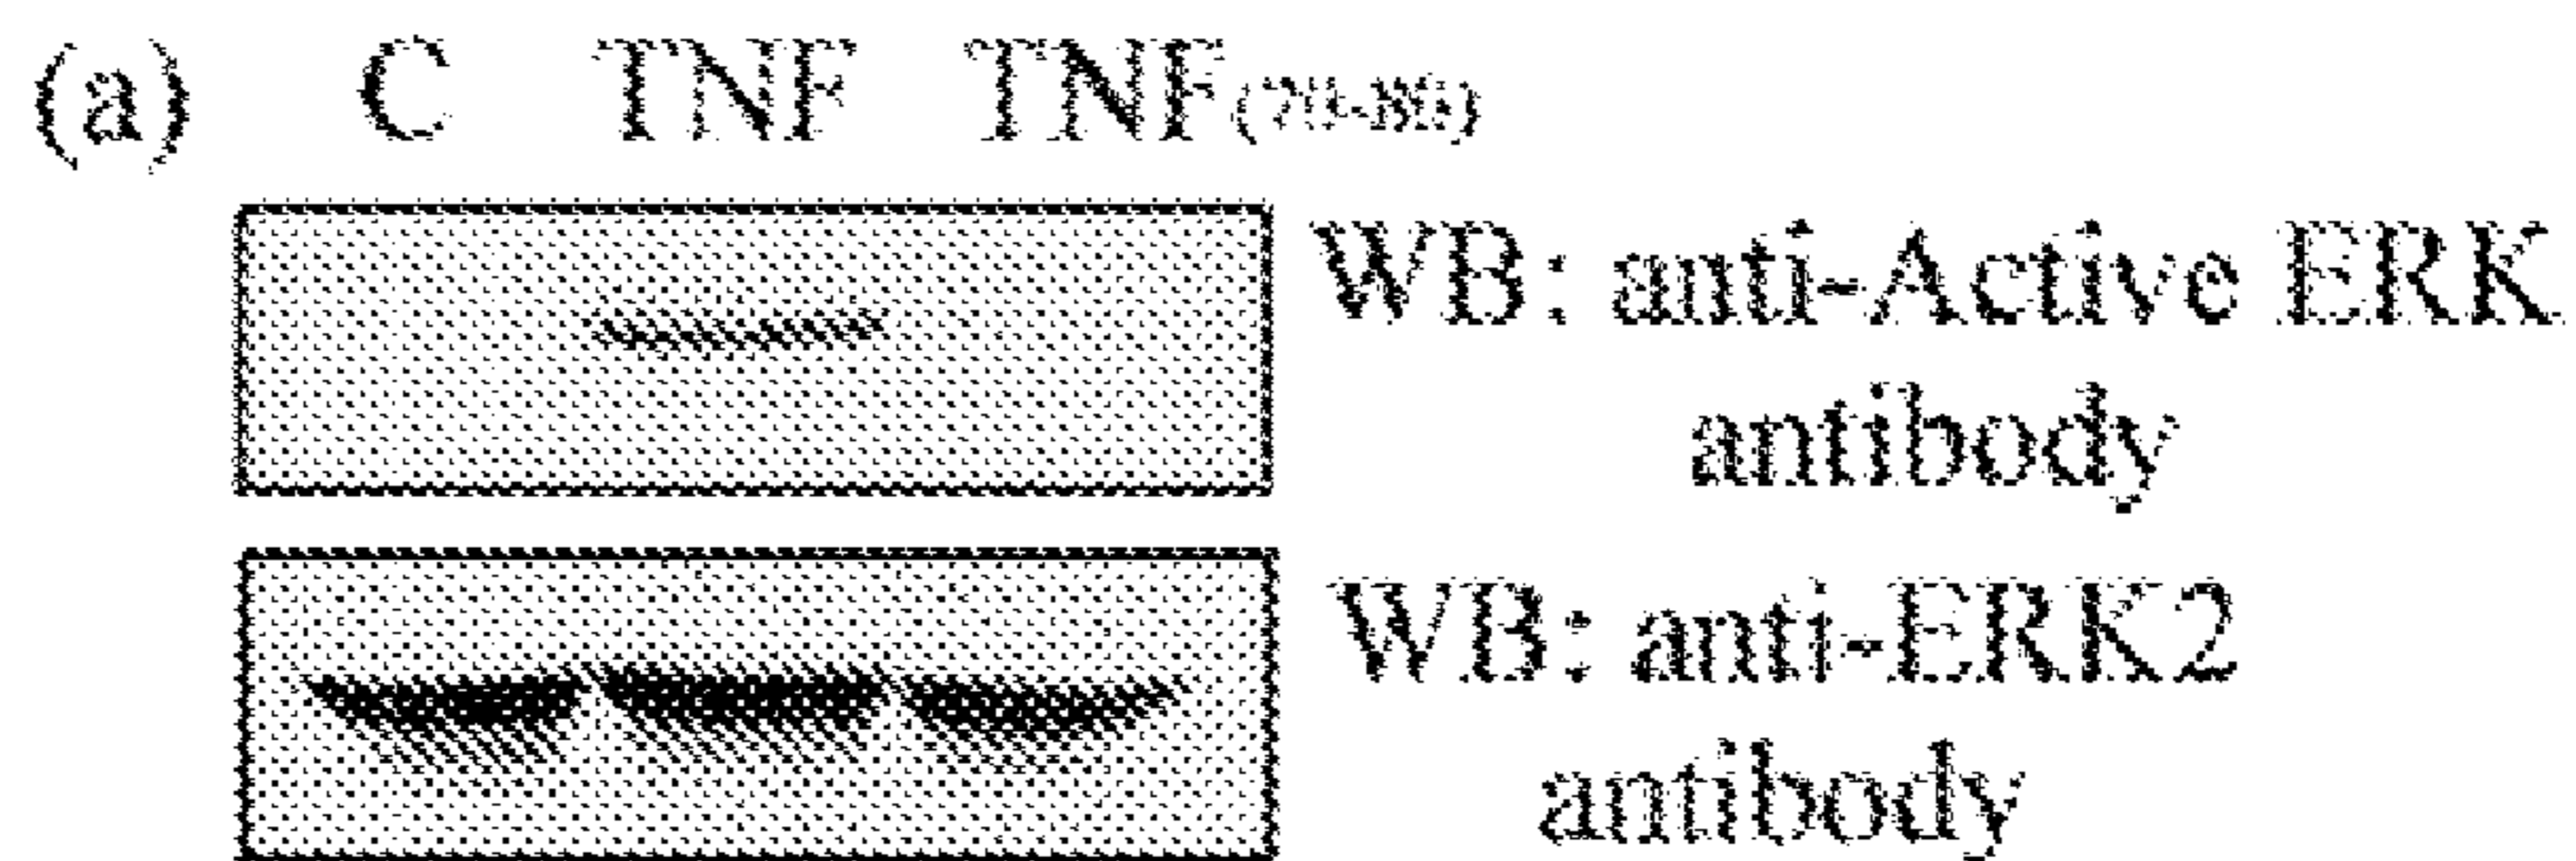 (a) C TNF TNF
WB: anti-Active ERK
antibody
WB: anti-ERK2
antibody